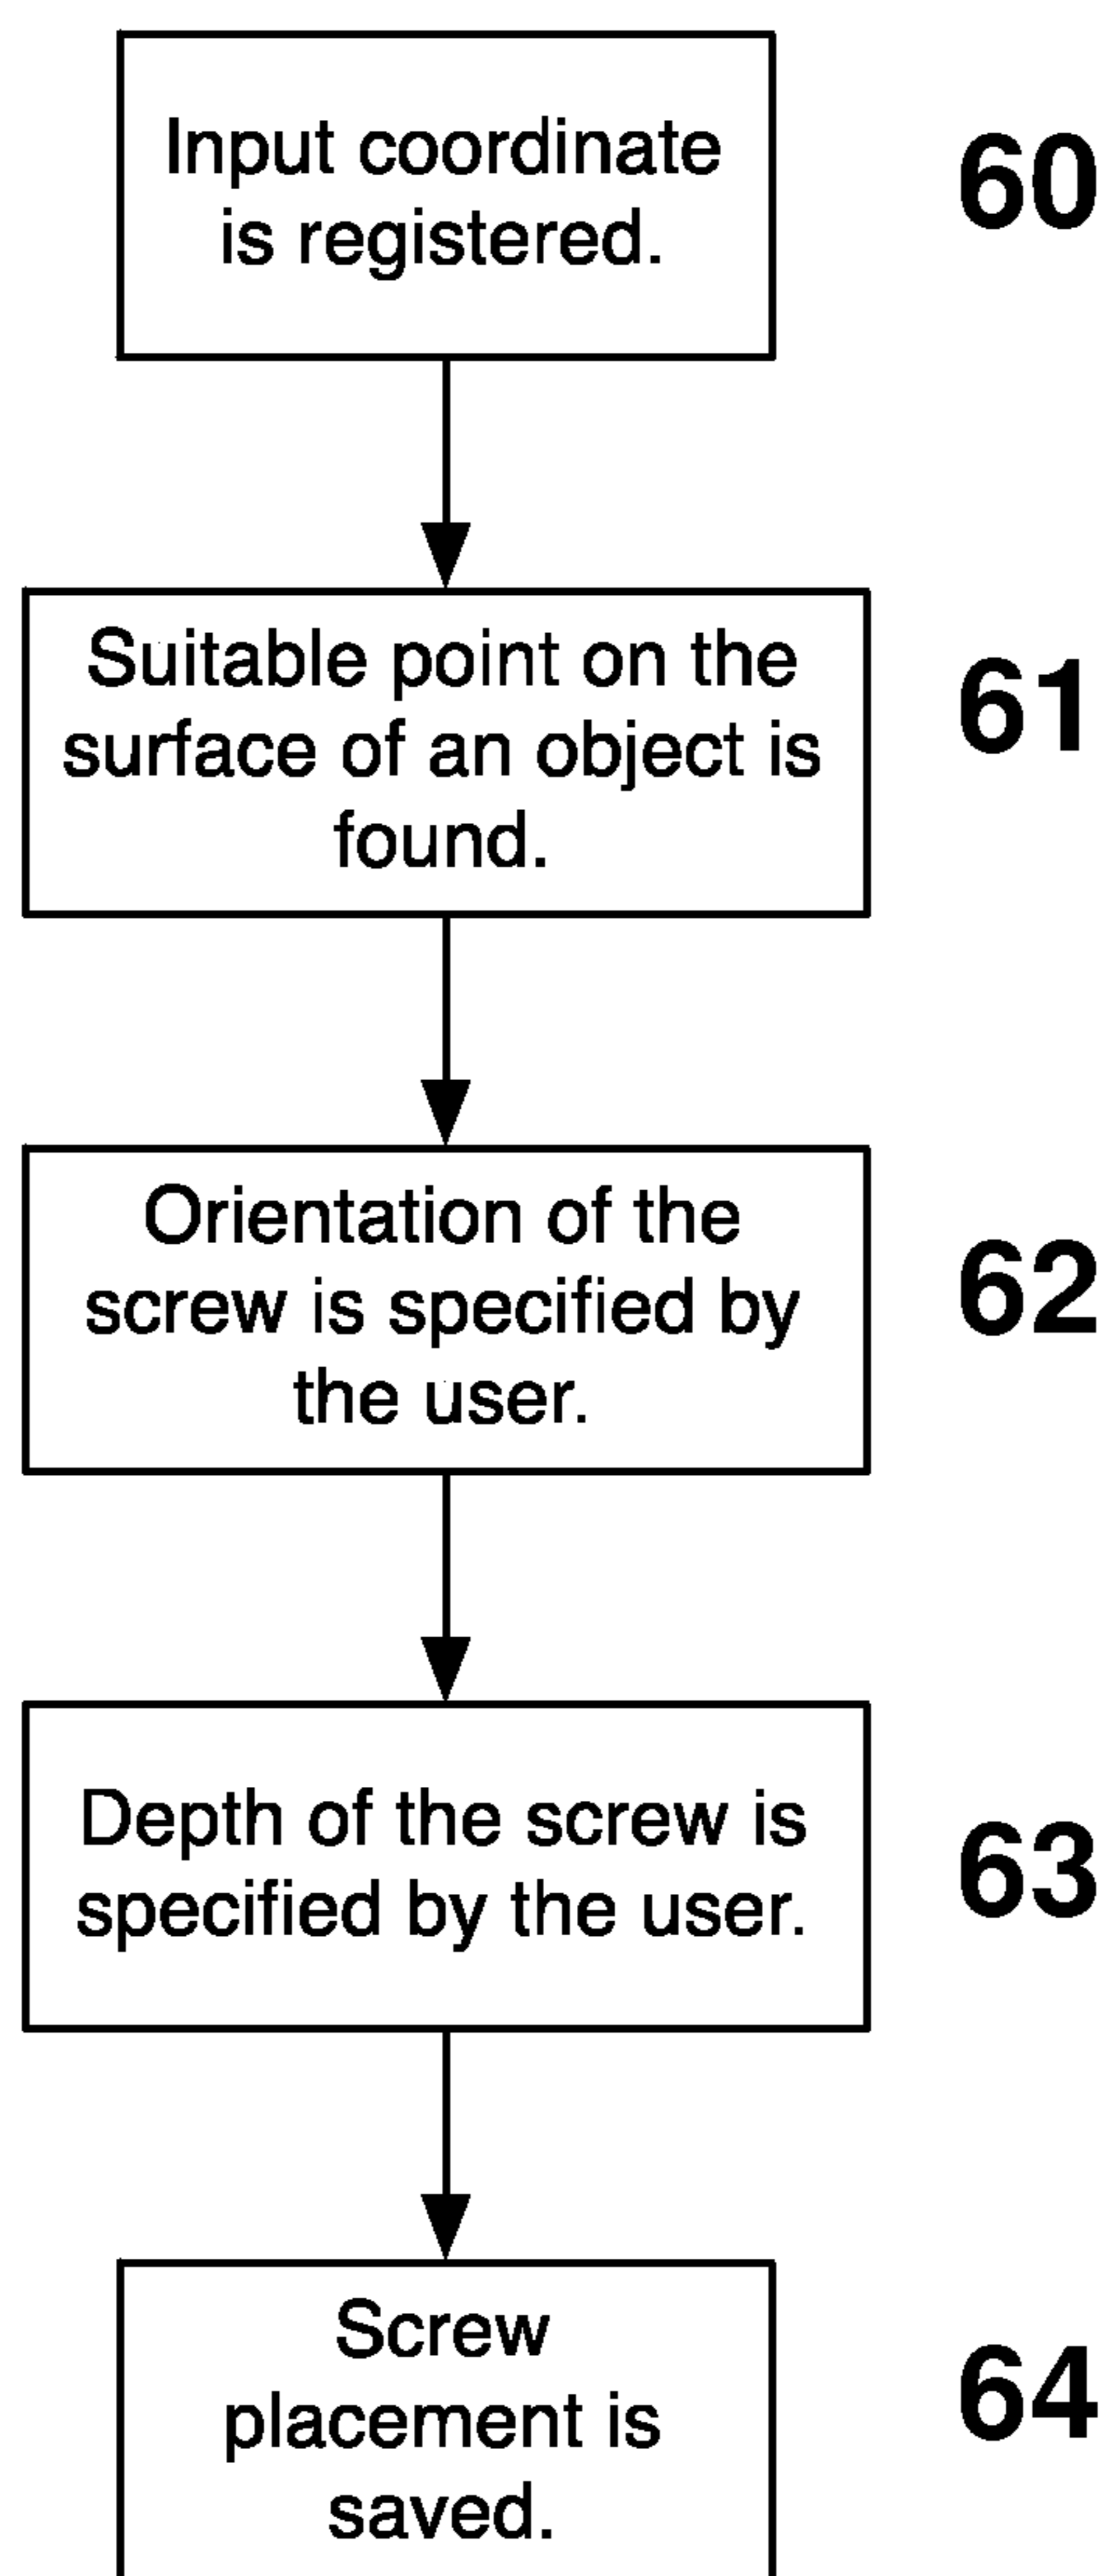 Input coordinate
is registered.
60
Suitable point on the
surface of an object is
found.
61
Orientation of the
screw is specified by
the user.
62
Depth of the screw is
specified by the user.
63
Screw
placement is
saved.
64